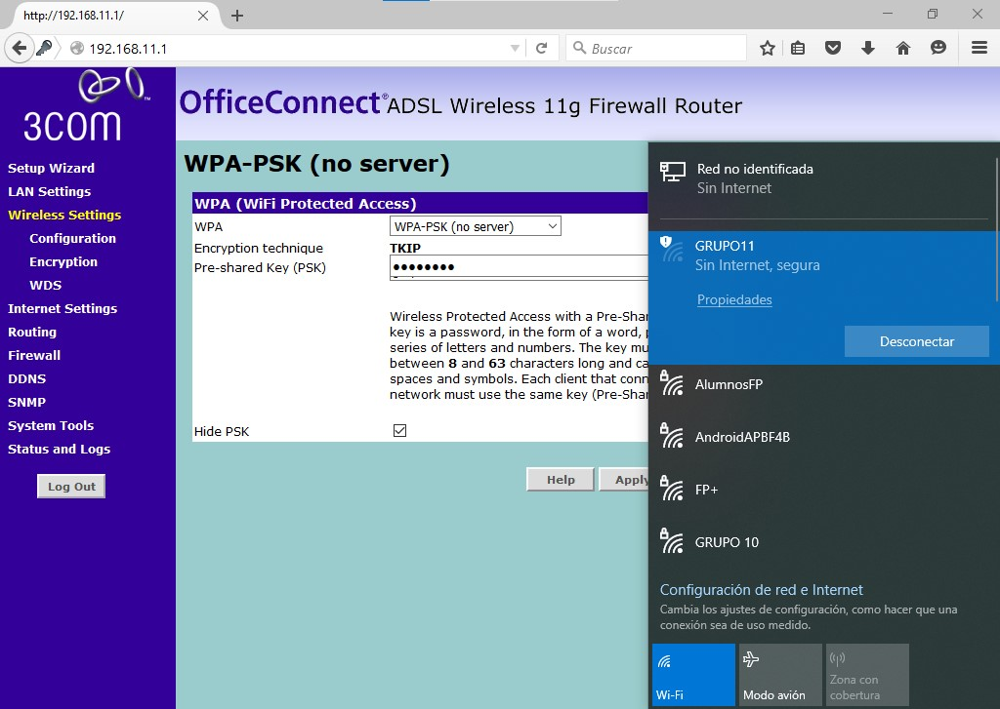 http://192.168.11.1/
192.168.11.1
Buscar
3COM
™
OfficeConnect® ADSL Wireless 11g Firewall Router
Setup Wizard
LAN Settings
Wireless Settings
Configuration
Encryption
WDS
Internet Settings
Routing
Firewall
DDNS
SNMP
System Tools
Status and Logs
Log Out
WPA-PSK (no server)
WPA (WiFi Protected Access)
WPA
WPA-PSK (no server)
Encryption technique
TKIP
Pre-shared Key (PSK)
●●●●●●●●
Wireless Protected Access with a Pre-Shar
key is a password, in the form of a word, p
series of letters and numbers. The key mu
between 8 and 63 characters long and ca
spaces and symbols. Each client that conn
network must use the same key (Pre-Shar
Hide PSK
Help
Apply
Red no identificada
Sin Internet
GRUPO11
Sin Internet, segura
Propiedades
Desconectar
AlumnosFP
AndroidAPBF4B
FP+
GRUPO 10
Configuración de red e Internet
Cambia los ajustes de configuración, como hacer que una
conexión sea de uso medido.
Wi-Fi
Modo avión
Zona con
cobertura